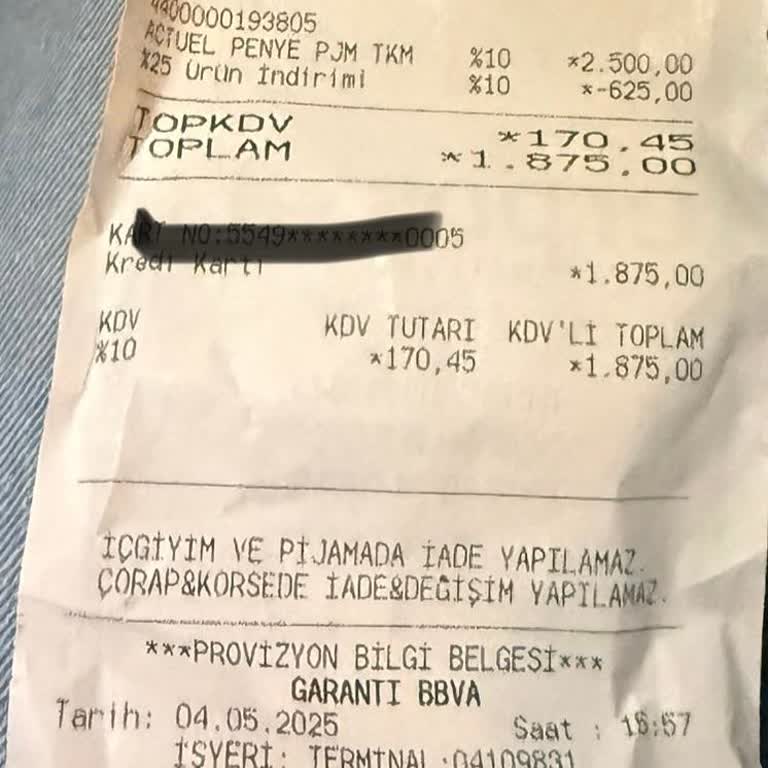 4400000193805
ACTUEL PENYE PJM TKM %10 *2.500,00
%25 Ürün İndirimi %10 *-625,00
TOPKDV *170,45
TOPLAM *1.875,00
KART NO:5549********0005
Kredi Kartı *1.875,00
KDV KDV TUTARI KDV'Lİ TOPLAM
%10 *170,45 *1.875,00
İÇGİYİM VE PİJAMADA İADE YAPILAMAZ.
ÇORAP&KORSEDE İADE&DEĞİŞİM YAPILAMAZ.
***PROVİZYON BİLGİ BELGESİ***
GARANTI BBVA
Tarih: 04.05.2025 Saat :
İŞYERİ: TERMINAL:04109831